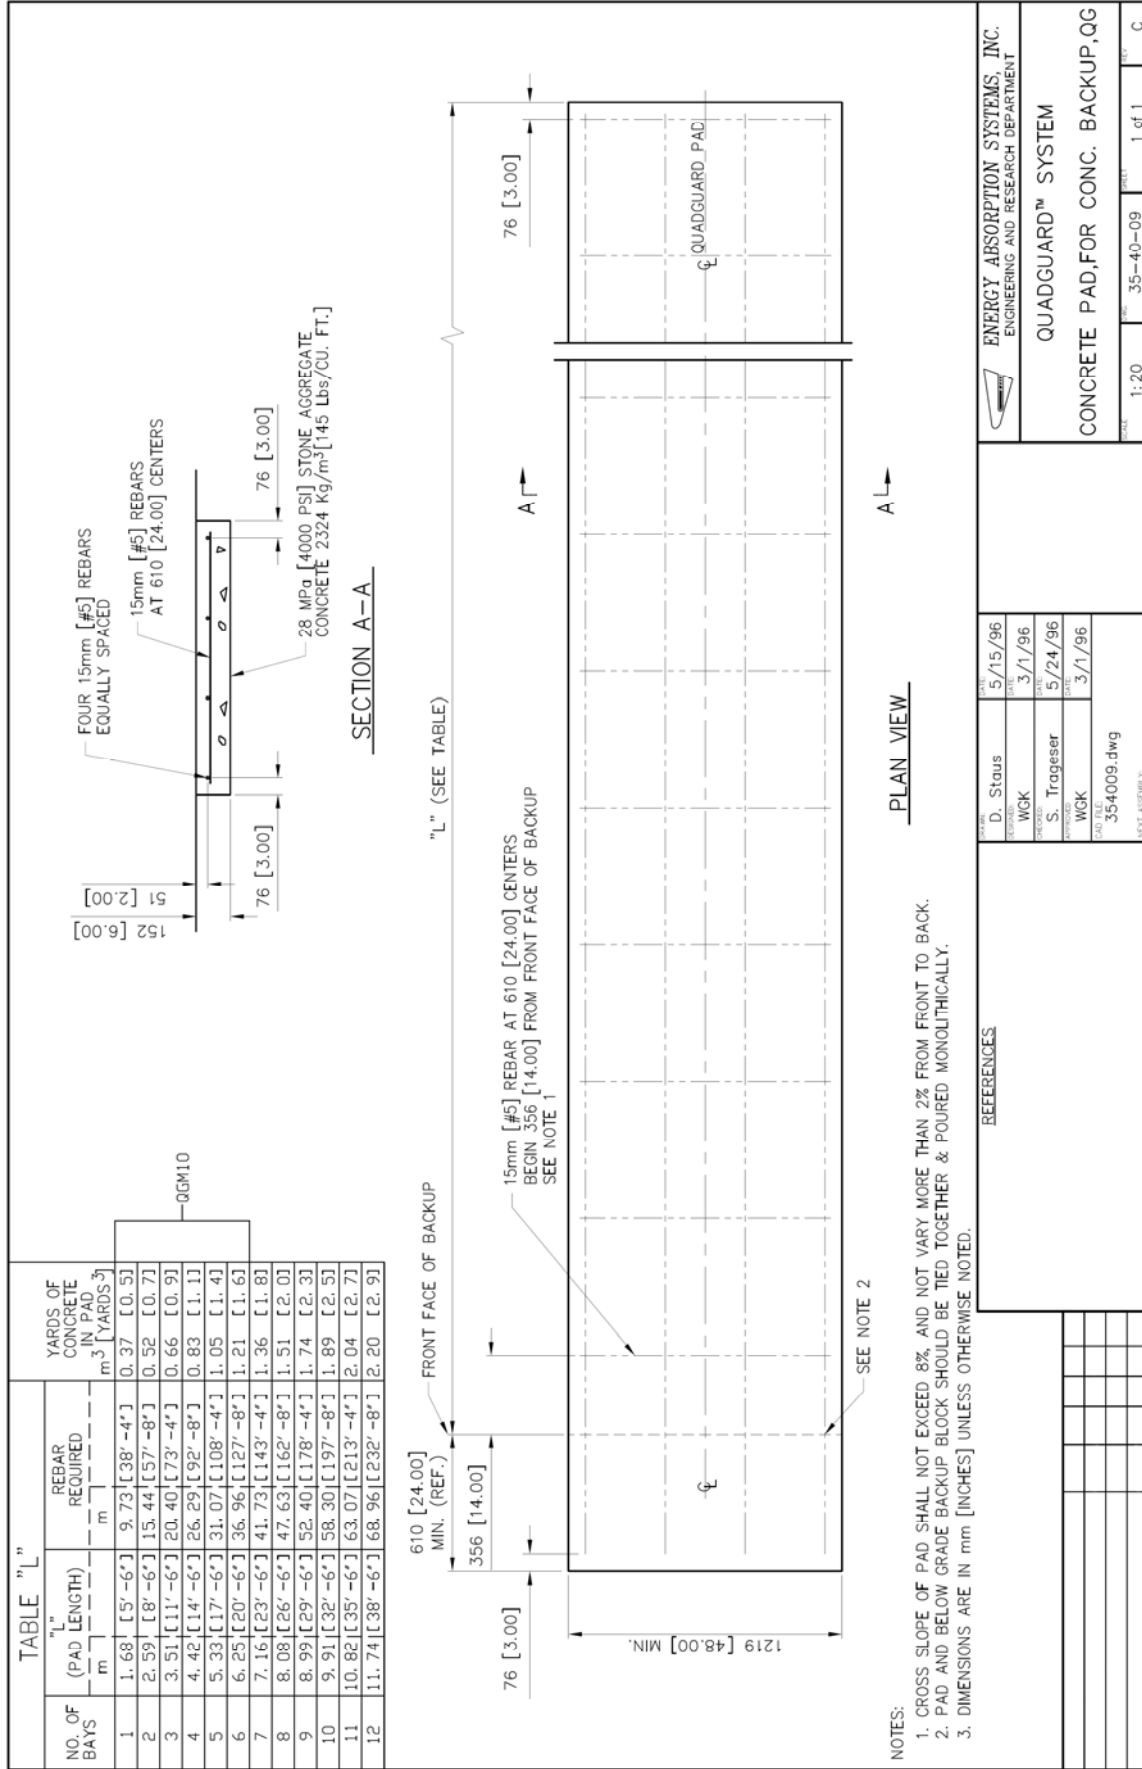 TABLE "L"
NO. OF BAYS | "L" (PAD LENGTH) m | REBAR REQUIRED m | YARDS OF CONCRETE IN PAD m³ [YARDS³]
1 | 1.68 [5'-6"] | 9.73 [38'-4"] | 0.37 [0.5]
2 | 2.59 [8'-6"] | 15.44 [57'-8"] | 0.52 [0.7]
3 | 3.51 [11'-6"] | 20.40 [73'-4"] | 0.66 [0.9]
4 | 4.42 [14'-6"] | 26.29 [92'-8"] | 0.83 [1.1]
5 | 5.33 [17'-6"] | 31.07 [108'-4"] | 1.05 [1.4]
6 | 6.25 [20'-6"] | 36.96 [127'-8"] | 1.21 [1.6]
7 | 7.16 [23'-6"] | 41.73 [143'-4"] | 1.36 [1.8]
8 | 8.08 [26'-6"] | 47.63 [162'-8"] | 1.51 [2.0]
9 | 8.99 [29'-6"] | 52.40 [178'-4"] | 1.74 [2.3]
10 | 9.91 [32'-6"] | 58.30 [197'-8"] | 1.89 [2.5]
11 | 10.82 [35'-6"] | 63.07 [213'-4"] | 2.04 [2.7]
12 | 11.74 [38'-6"] | 68.96 [232'-8"] | 2.20 [2.9]
QGM10
152 [6.00]
51 [2.00]
76 [3.00]
FOUR 15mm [#5] REBARS
EQUALLY SPACED
15mm [#5] REBARS
AT 610 [24.00] CENTERS
76 [3.00]
28 MPa [4000 PSI] STONE AGGREGATE
CONCRETE 2324 Kg/m³[145 Lbs/CU. FT.]
SECTION A-A
610 [24.00]
MIN. (REF.)
356 [14.00]
76 [3.00]
1219 [48.00] MIN.
FRONT FACE OF BACKUP
"L" (SEE TABLE)
15mm [#5] REBAR AT 610 [24.00] CENTERS
BEGIN 356 [14.00] FROM FRONT FACE OF BACKUP
SEE NOTE 1
SEE NOTE 2
A
A
76 [3.00]
℄
℄ QUADGUARD PAD
PLAN VIEW
NOTES:
1. CROSS SLOPE OF PAD SHALL NOT EXCEED 8%, AND NOT VARY MORE THAN 2% FROM FRONT TO BACK.
2. PAD AND BELOW GRADE BACKUP BLOCK SHOULD BE TIED TOGETHER & POURED MONOLITHICALLY.
3. DIMENSIONS ARE IN mm [INCHES] UNLESS OTHERWISE NOTED.
REFERENCES
DRAWN: D. Staus DATE: 5/15/96
DESIGNED: WGK DATE: 3/1/96
CHECKED: S. Trageser DATE: 5/24/96
APPROVED: WGK DATE: 3/1/96
CAD FILE: 354009.dwg
NEXT ASSEMBLY:
ENERGY ABSORPTION SYSTEMS, INC.
ENGINEERING AND RESEARCH DEPARTMENT
QUADGUARD™ SYSTEM
CONCRETE PAD,FOR CONC. BACKUP,QG
SCALE 1:20 DWG. 35-40-09 SHEET 1 of 1 REV. C